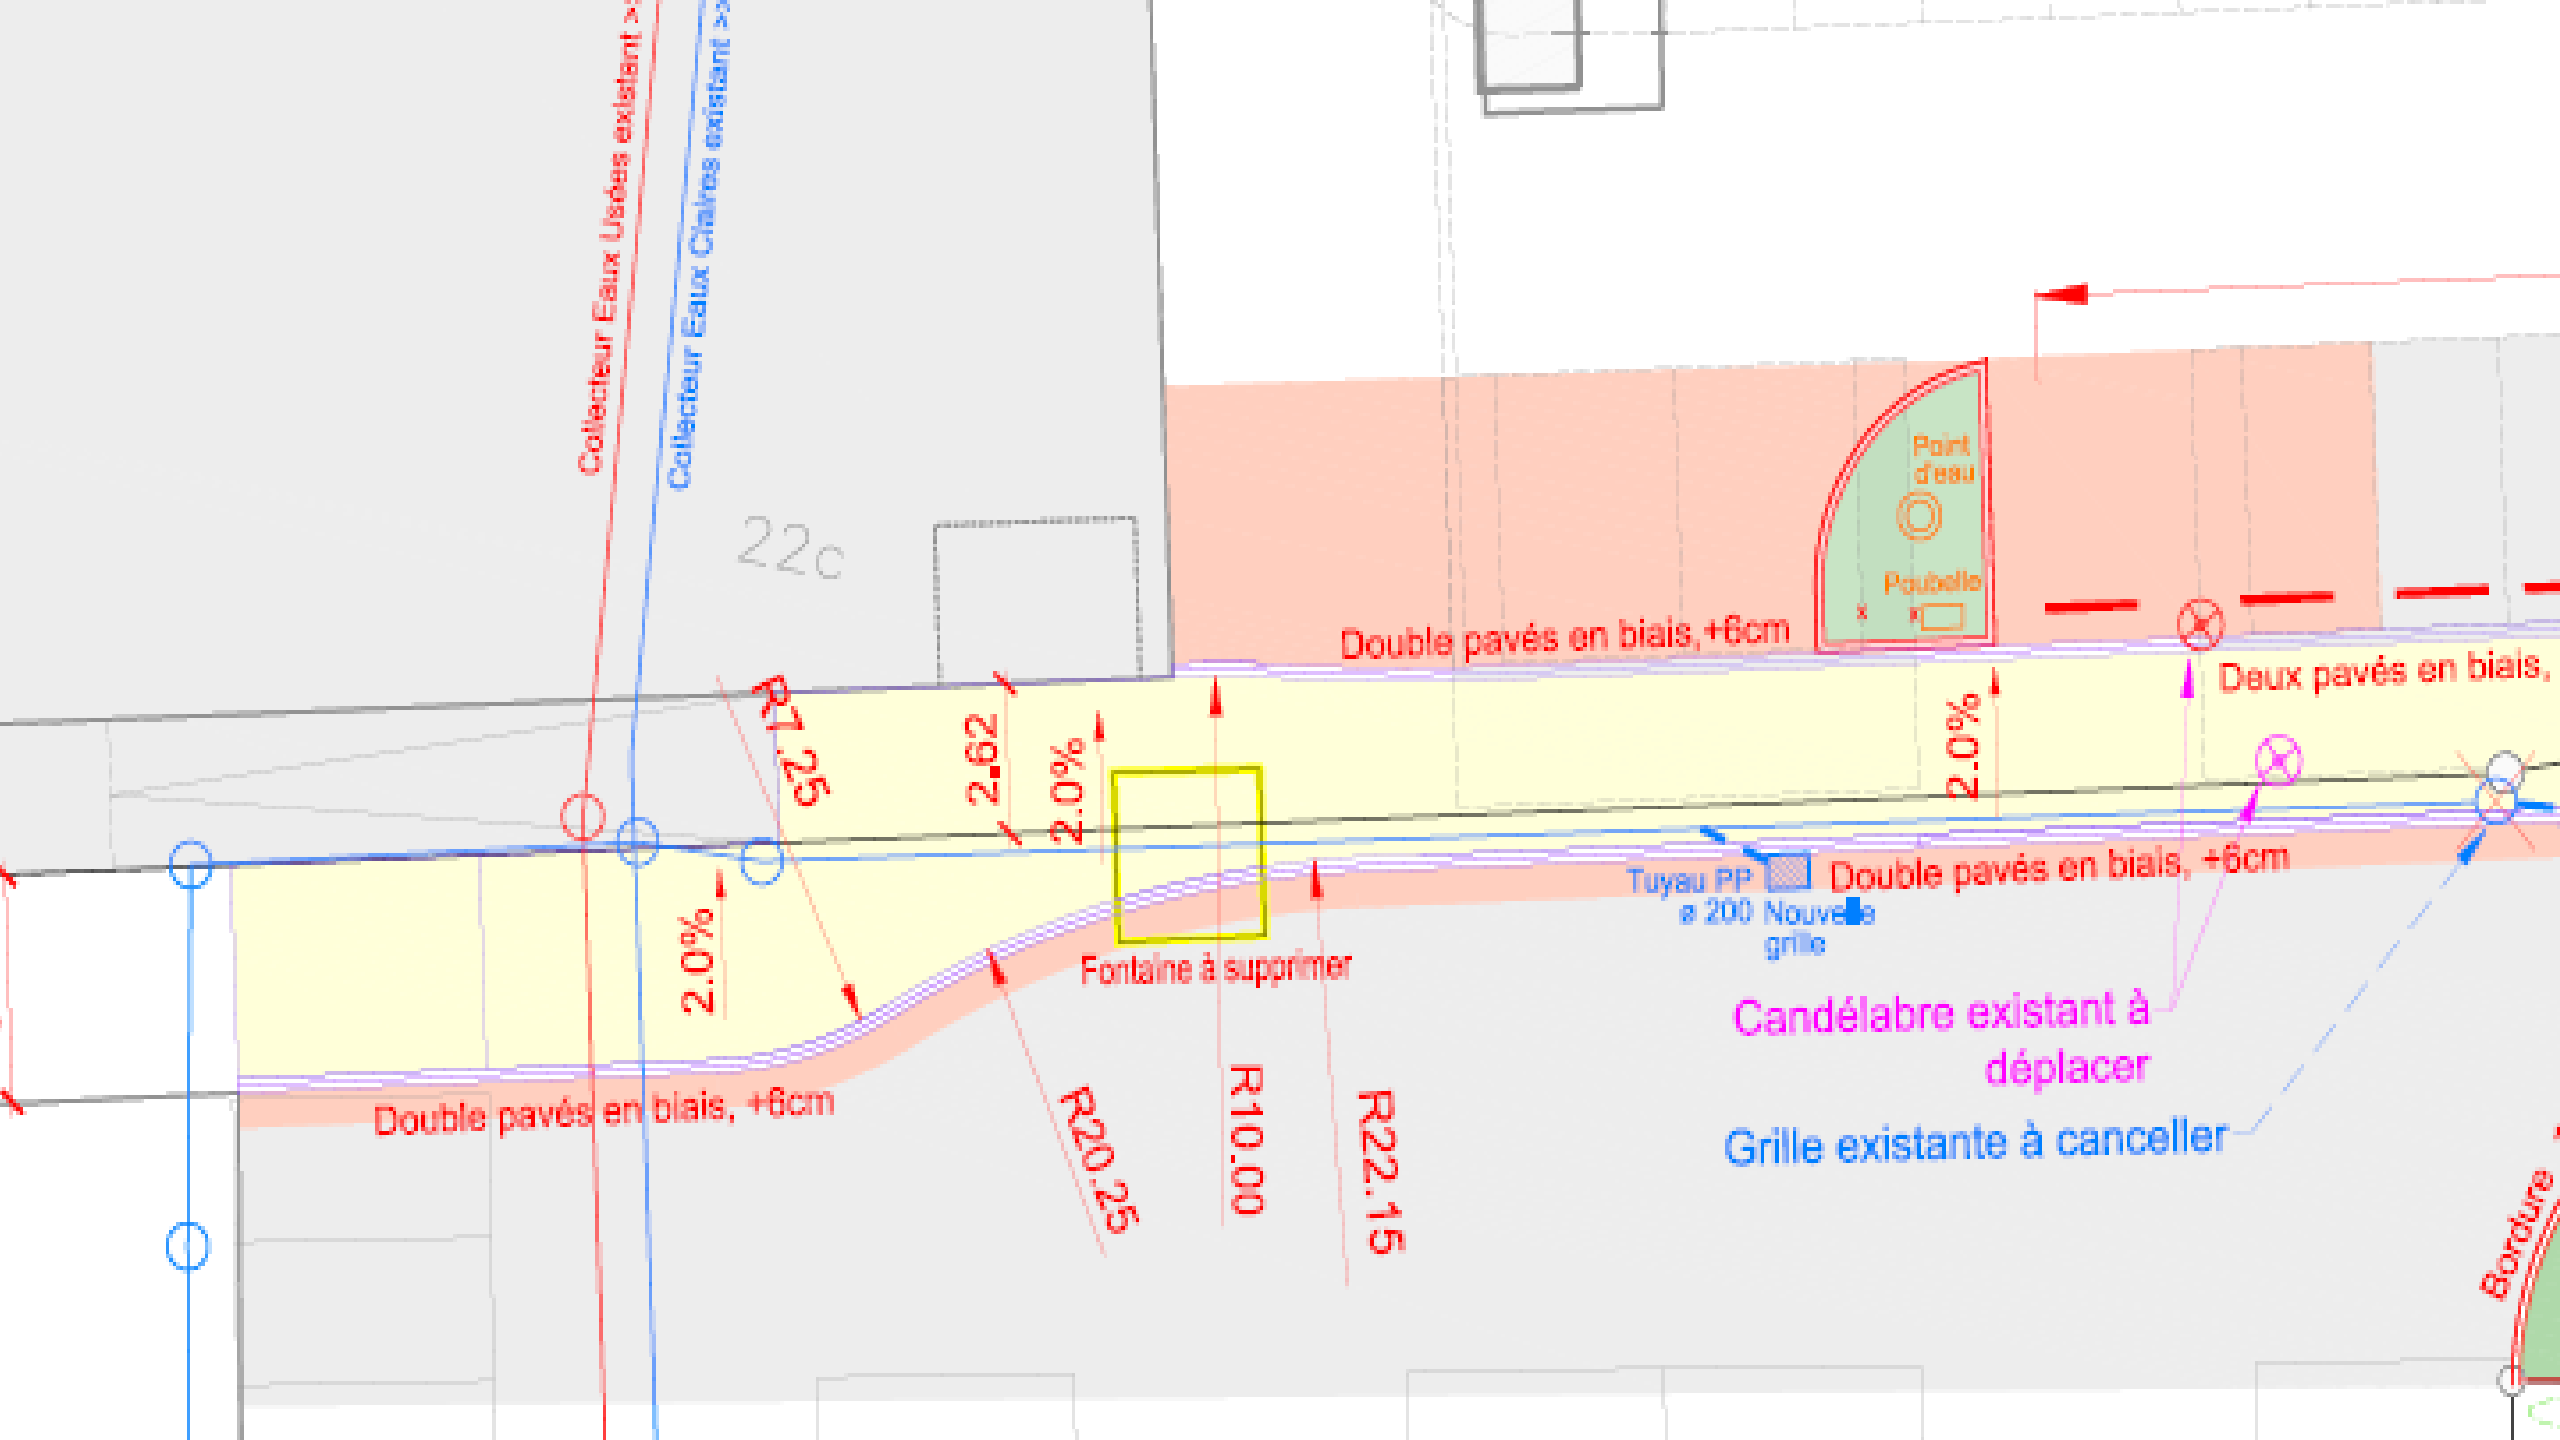 Collecteur Eaux Usées existant >>
Collecteur Eaux Claires existant >>
22c
Point
d'eau
Poubelle
x
x
Double pavés en biais,+6cm
Deux pavés en biais,
R7.25
2.62
2.0%
2.0%
2.0%
Tuyau PP
ø 200
Nouvelle
grille
Double pavés en biais, +6cm
Fontaine à supprimer
Candélabre existant à
déplacer
Grille existante à canceller
Double pavés en biais, +6cm
R20.25
R10.00
R22.15
Bordure